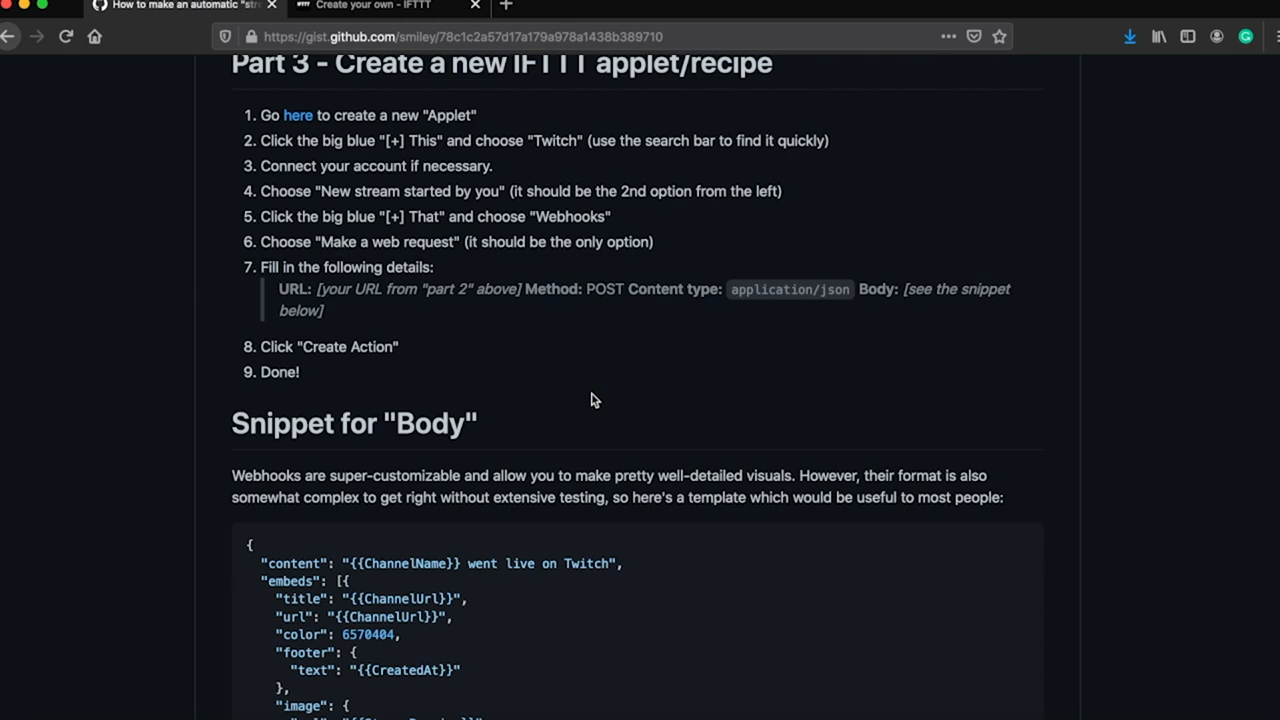 How to make an automatic "stre
Create your own - IFTTT
https://gist.github.com/smiley/78c1c2a57d17a179a978a1438b389710
Part 3 - Create a new IFTTT applet/recipe
1. Go here to create a new "Applet"
2. Click the big blue "[+] This" and choose "Twitch" (use the search bar to find it quickly)
3. Connect your account if necessary.
4. Choose "New stream started by you" (it should be the 2nd option from the left)
5. Click the big blue "[+] That" and choose "Webhooks"
6. Choose "Make a web request" (it should be the only option)
7. Fill in the following details:
URL: [your URL from "part 2" above] Method: POST Content type: application/json Body: [see the snippet
below]
8. Click "Create Action"
9. Done!
Snippet for "Body"
Webhooks are super-customizable and allow you to make pretty well-detailed visuals. However, their format is also
somewhat complex to get right without extensive testing, so here's a template which would be useful to most people:
{
"content": "{{ChannelName}} went live on Twitch",
"embeds": [{
"title": "{{ChannelUrl}}",
"url": "{{ChannelUrl}}",
"color": 6570404,
"footer": {
"text": "{{CreatedAt}}"
},
"image": {